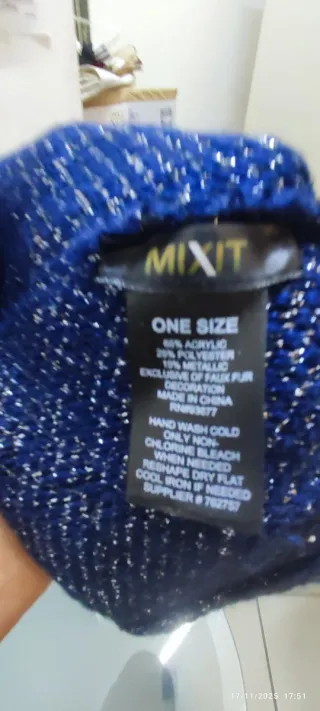 MIXIT
ONE SIZE
65% ACRYLIC
25% POLYESTER
10% METALLIC
EXCLUSIVE OF FAUX FUR
DECORATION
MADE IN CHINA
HAND WASH COLD
ONLY NON-
CHLORINE BLEACH
WHEN NEEDED
RESHAPE DRY FLAT
COOL IRON IF NEEDED
SUPPLIER # 762757
17/11/2025 17:51